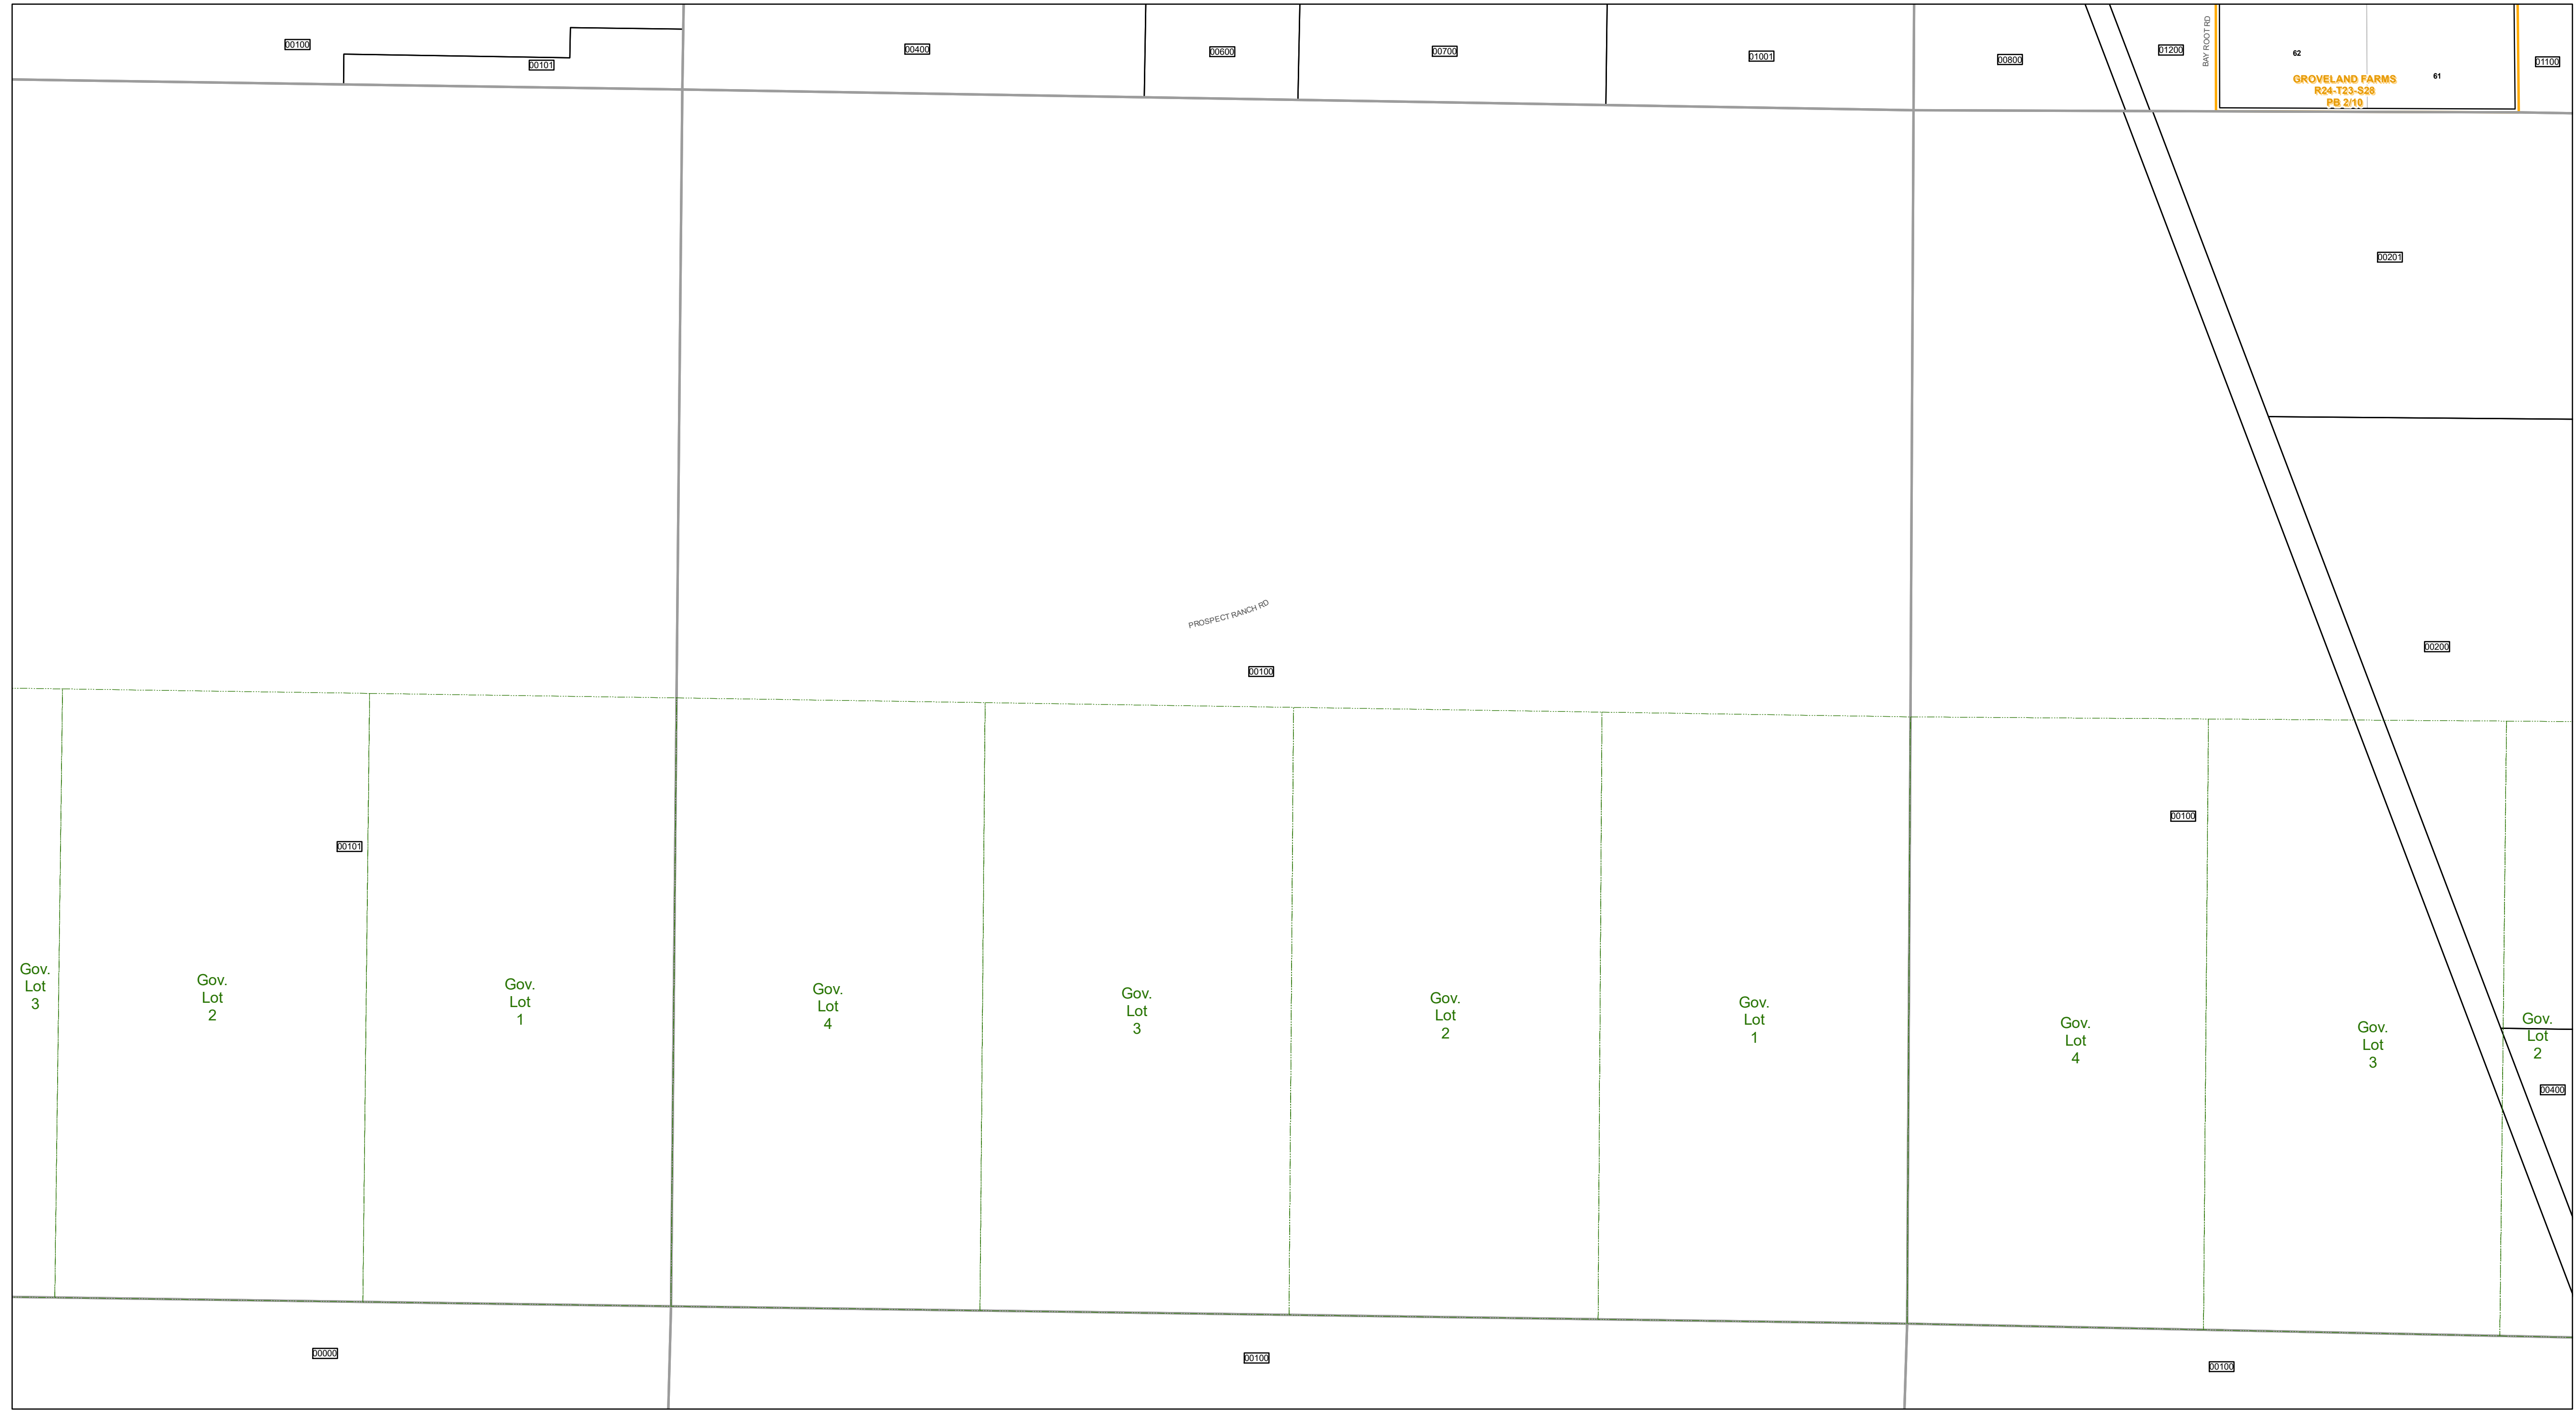 00100
00101
00400
00600
00700
01001
00800
01200
BAY ROOT RD
62
61
GROVELAND FARMS
R24-T23-S28
PB 2/10
01100
00201
PROSPECT RANCH RD
00100
00200
00101
00100
Gov.
Lot
3
Gov.
Lot
2
Gov.
Lot
1
Gov.
Lot
4
Gov.
Lot
3
Gov.
Lot
2
Gov.
Lot
1
Gov.
Lot
4
Gov.
Lot
3
Gov.
Lot
2
00400
00000
00100
00100